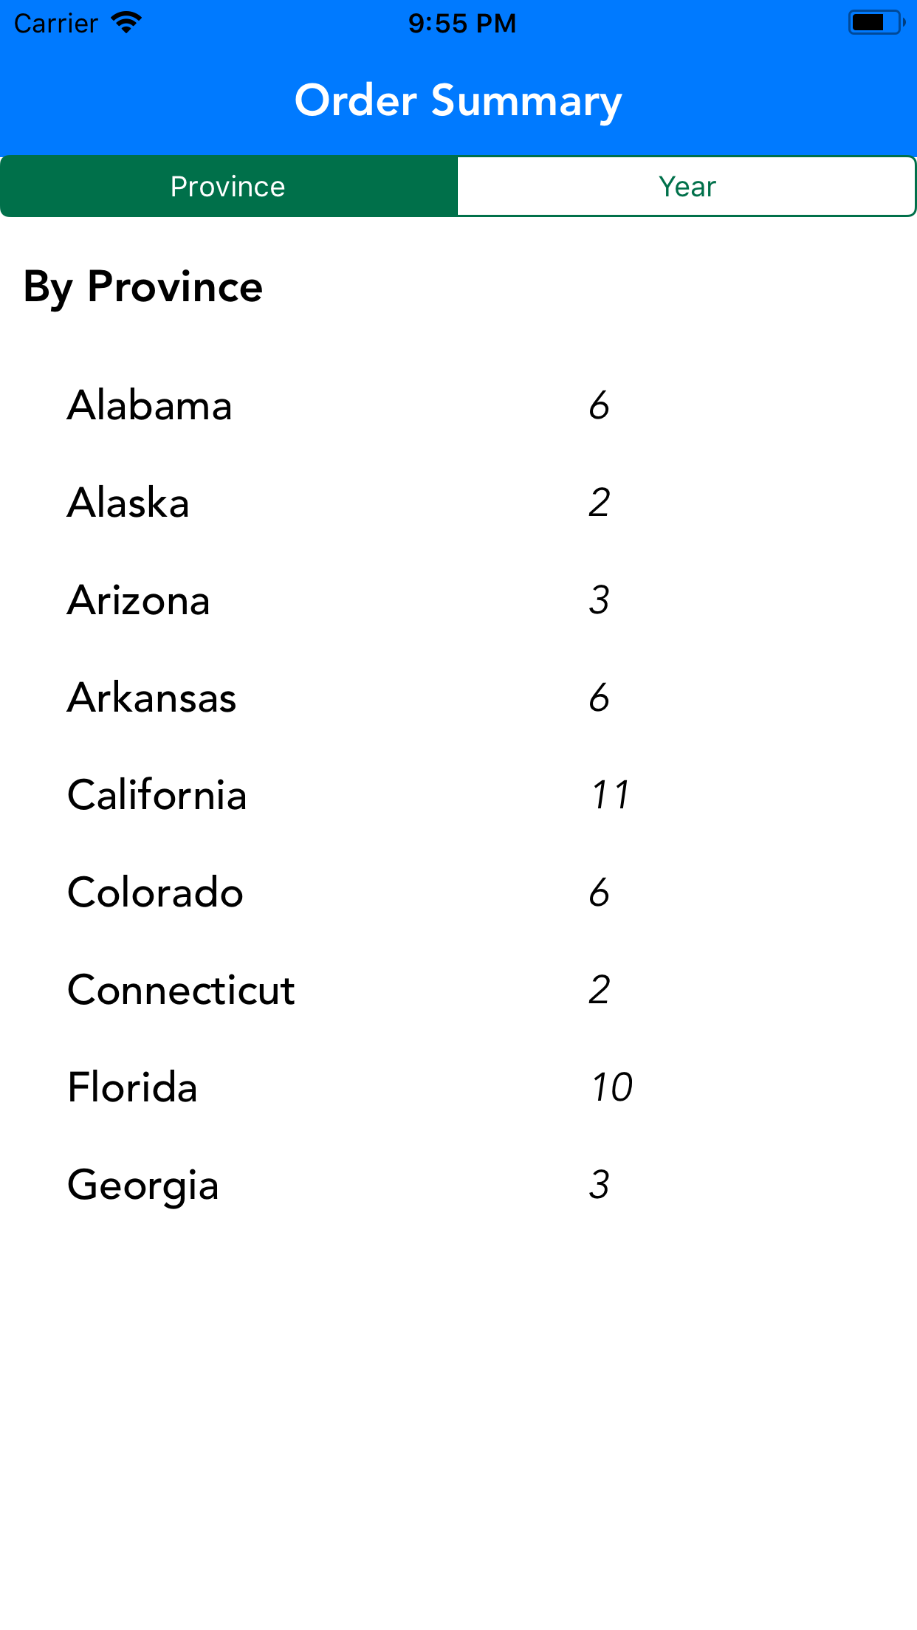 Carrier 9:55 PM
Order Summary
Province Year
By Province
Alabama 6
Alaska 2
Arizona 3
Arkansas 6
California 11
Colorado 6
Connecticut 2
Florida 10
Georgia 3